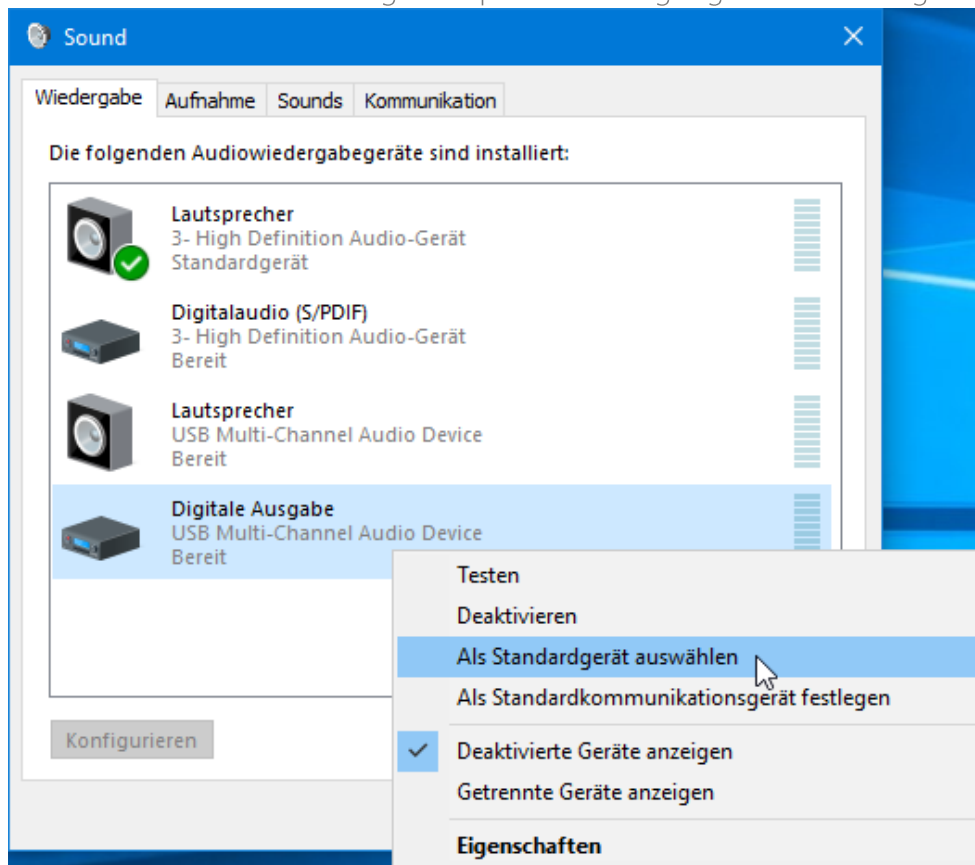 Sound
Wiedergabe Aufnahme Sounds Kommunikation
Die folgenden Audiowiedergabegeräte sind installiert:
Lautsprecher
3- High Definition Audio-Gerät
Standardgerät
Digitalaudio (S/PDIF)
3- High Definition Audio-Gerät
Bereit
Lautsprecher
USB Multi-Channel Audio Device
Bereit
Digitale Ausgabe
USB Multi-Channel Audio Device
Bereit
Testen
Deaktivieren
Als Standardgerät auswählen
Als Standardkommunikationsgerät festlegen
Konfigurieren
Deaktivierte Geräte anzeigen
Getrennte Geräte anzeigen
Eigenschaften